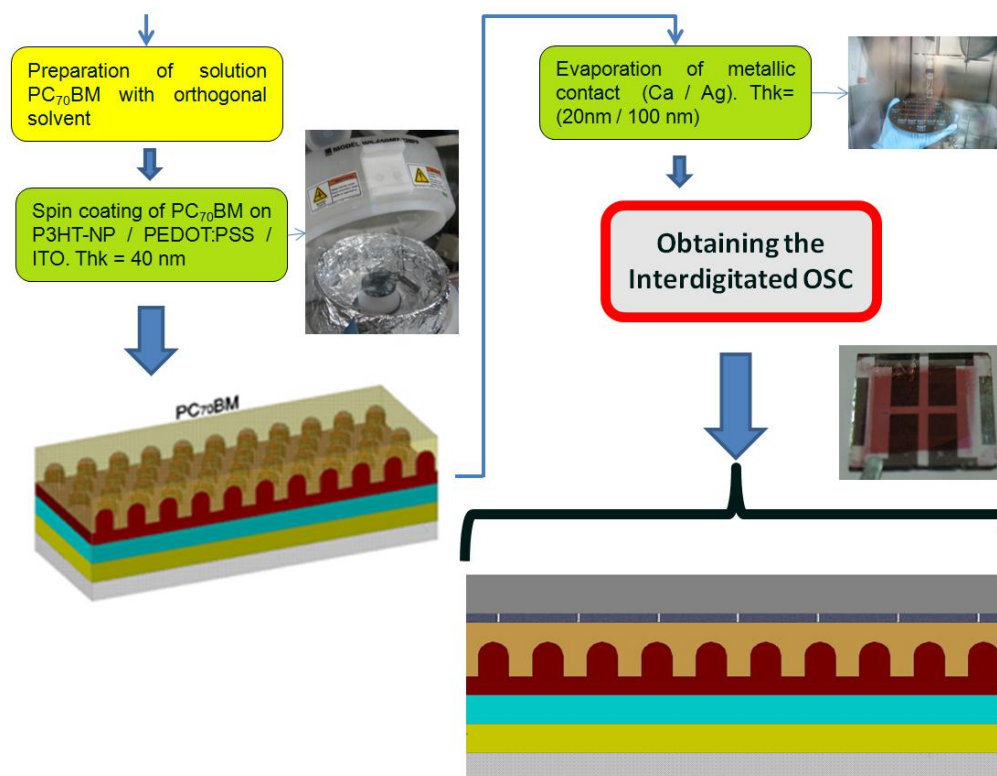 Preparation of solution
PC₇₀BM with orthogonal
solvent
Spin coating of PC₇₀BM on
P3HT-NP / PEDOT:PSS /
ITO. Thk = 40 nm
PC₇₀BM
Evaporation of metallic
contact (Ca / Ag). Thk=
(20nm / 100 nm)
Obtaining the
Interdigitated OSC
MODEL